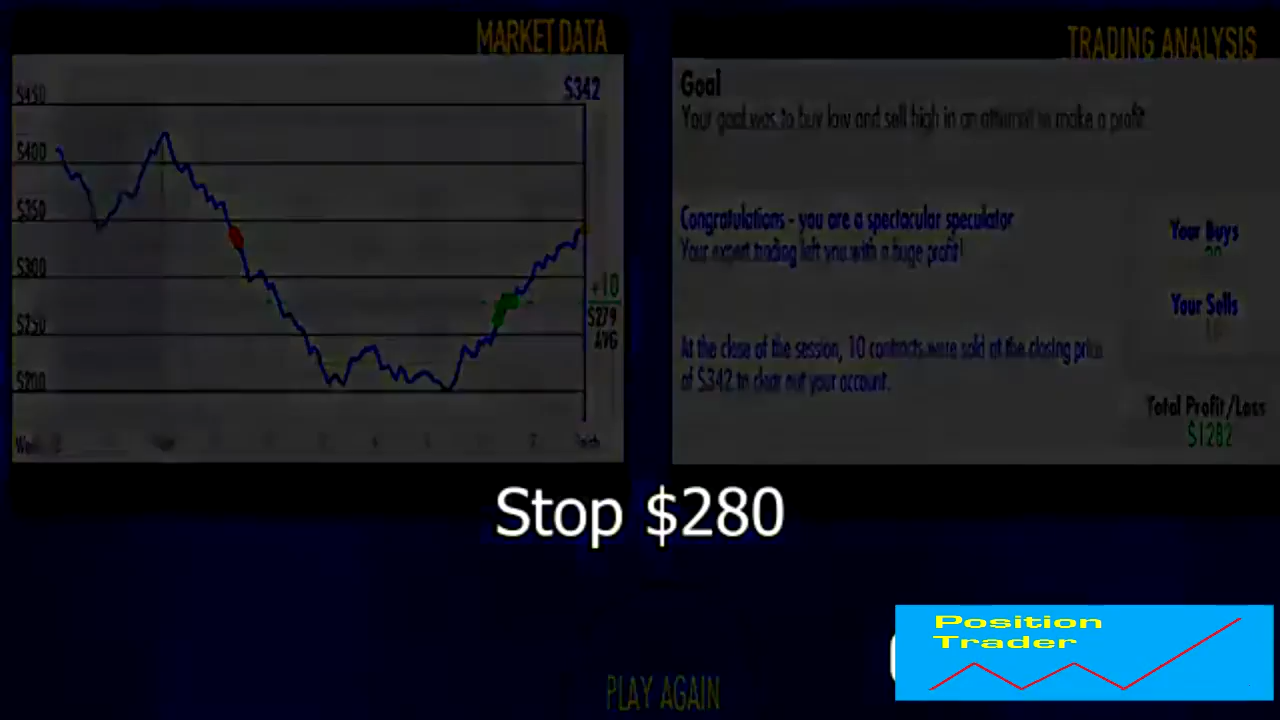 MARKET DATA
$342
$450
$400
$350
$300
$250
$200
+10
$279
AVG
TRADING ANALYSIS
Goal
Your goal was to buy low and sell high in an attempt to make a profit
Congratulations - you are a spectacular speculator
Your expert trading left you with a huge profit!
At the close of the session, 10 contracts were sold at the closing price
of $342 to clear out your account.
Your Buys
Your Sells
Total Profit/Loss
$1282
Stop $280
Position
Trader
PLAY AGAIN